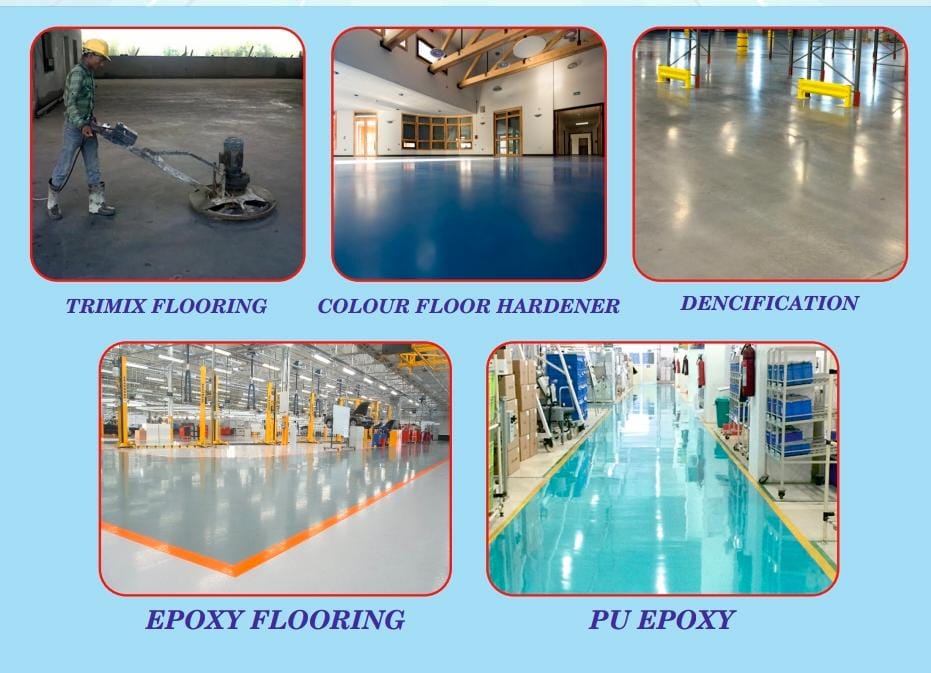 TRIMIX FLOORING
COLOUR FLOOR HARDENER
DENCIFICATION
EPOXY FLOORING
PU EPOXY